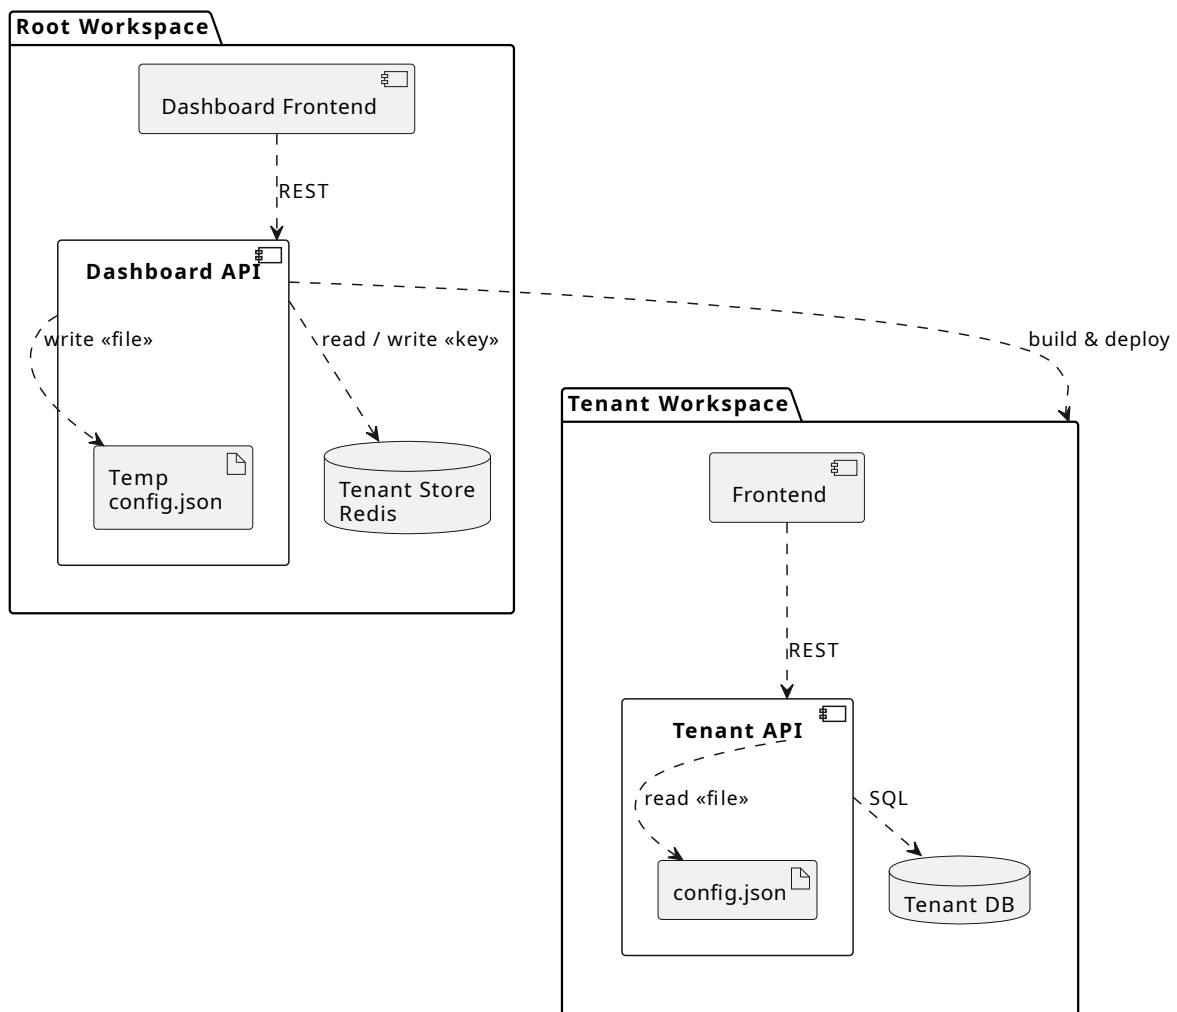 Root Workspace
Dashboard Frontend
REST
Dashboard API
write «file»
read / write «key»
build & deploy
Temp
config.json
Tenant Store
Redis
Tenant Workspace
Frontend
REST
Tenant API
read «file»
SQL
config.json
Tenant DB